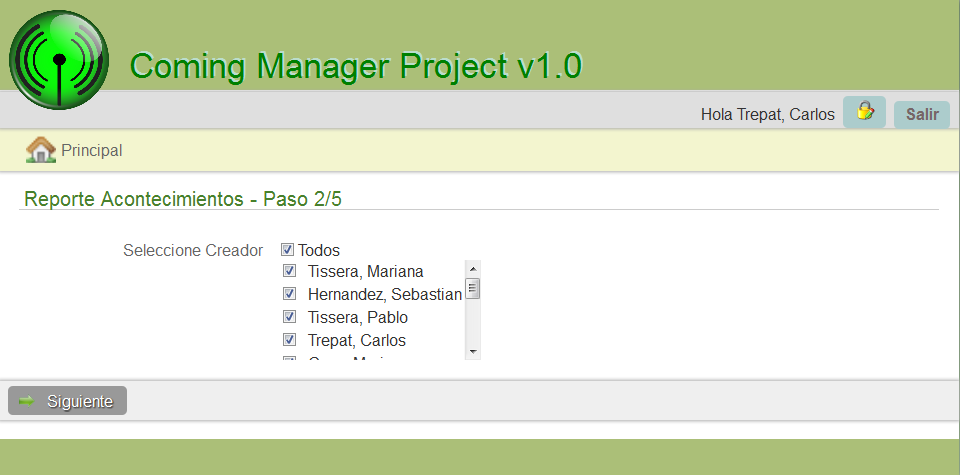 Coming Manager Project v1.0
Hola Trepat, Carlos
Salir
Principal
Reporte Acontecimientos - Paso 2/5
Seleccione Creador
Todos
Tissera, Mariana
Hernandez, Sebastian
Tissera, Pablo
Trepat, Carlos
Siguiente